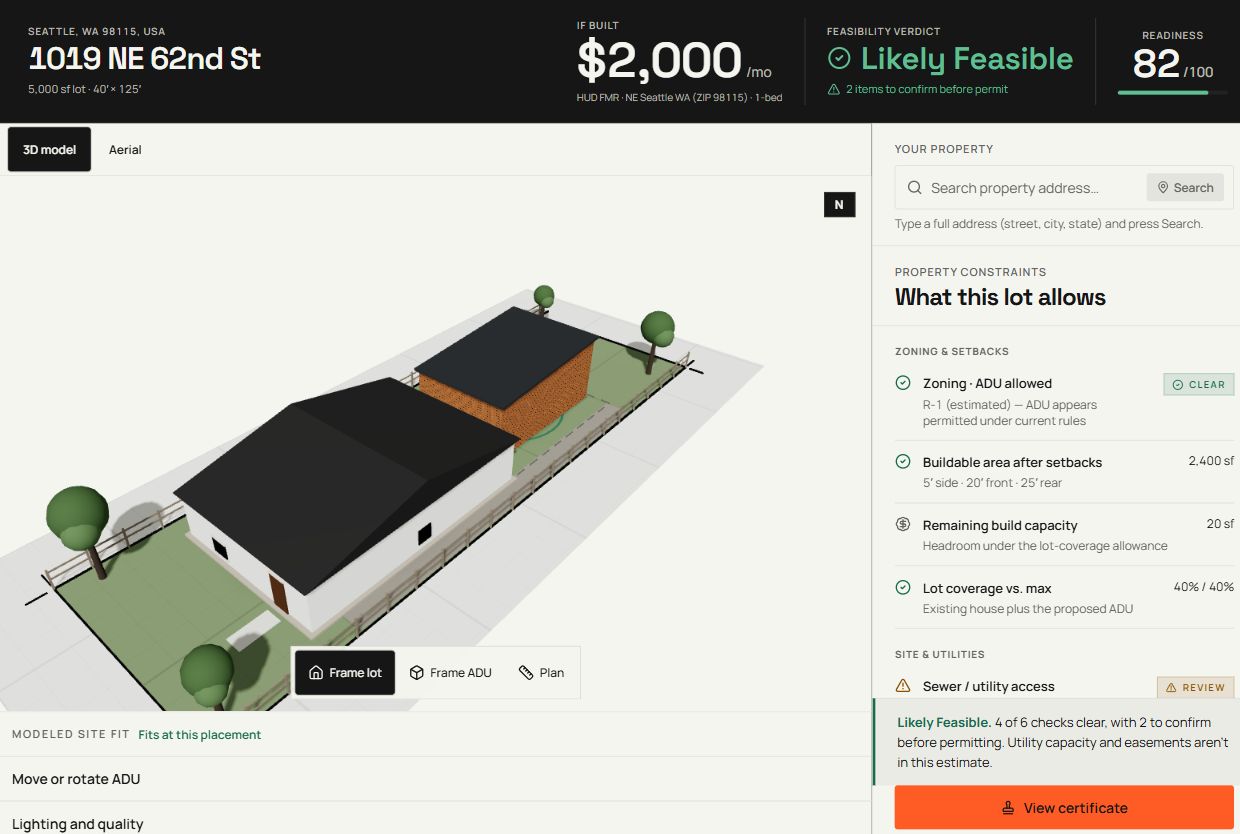 SEATTLE, WA 98115, USA
1019 NE 62nd St
5,000 sf lot · 40′ × 125′
IF BUILT
$2,000 /mo
HUD FMR · NE Seattle WA (ZIP 98115) · 1-bed
FEASIBILITY VERDICT
Likely Feasible
2 items to confirm before permit
READINESS
82 /100
3D model
Aerial
N
Frame lot
Frame ADU
Plan
MODELED SITE FIT Fits at this placement
Move or rotate ADU
Lighting and quality
YOUR PROPERTY
Search property address…
Search
Type a full address (street, city, state) and press Search.
PROPERTY CONSTRAINTS
What this lot allows
ZONING & SETBACKS
Zoning · ADU allowed
CLEAR
R-1 (estimated) — ADU appears
permitted under current rules
Buildable area after setbacks
2,400 sf
5′ side · 20′ front · 25′ rear
Remaining build capacity
20 sf
Headroom under the lot-coverage allowance
Lot coverage vs. max
40% / 40%
Existing house plus the proposed ADU
SITE & UTILITIES
Sewer / utility access
REVIEW
Likely Feasible. 4 of 6 checks clear, with 2 to confirm
before permitting. Utility capacity and easements aren't
in this estimate.
View certificate